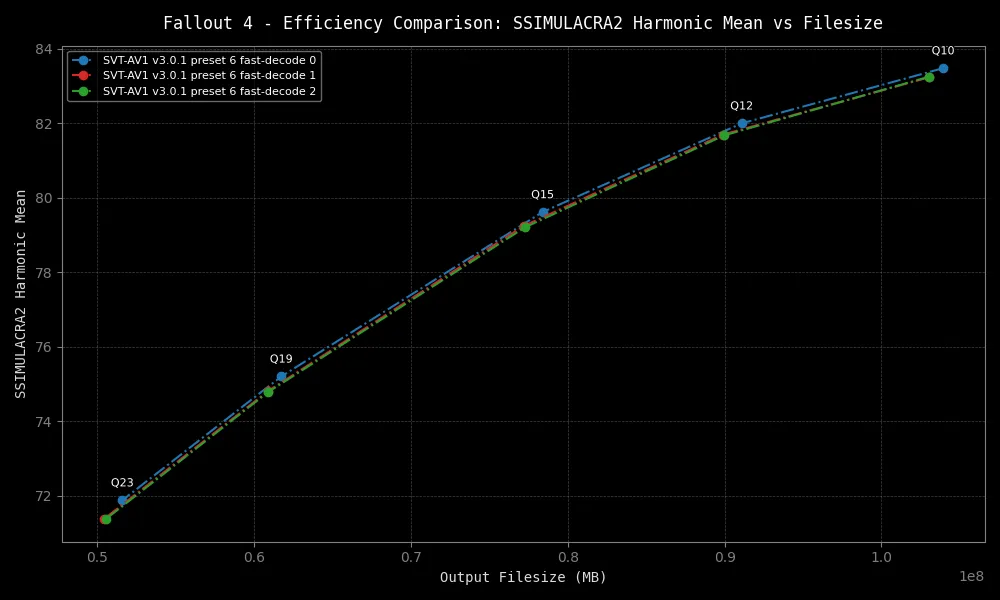 Fallout 4 - Efficiency Comparison: SSIMULACRA2 Harmonic Mean vs Filesize
SVT-AV1 v3.0.1 preset 6 fast-decode 0
SVT-AV1 v3.0.1 preset 6 fast-decode 1
SVT-AV1 v3.0.1 preset 6 fast-decode 2
Q10
Q12
Q15
Q19
Q23
SSIMULACRA2 Harmonic Mean
84
82
80
78
76
74
72
0.5
0.6
0.7
0.8
0.9
1.0
1e8
Output Filesize (MB)